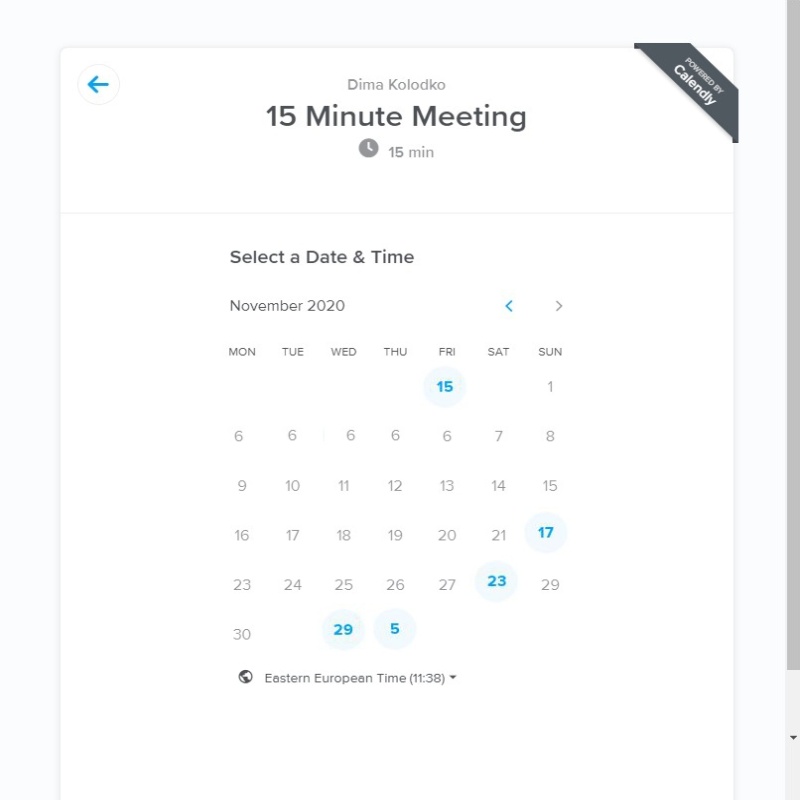 POWERED BY
Calendly
Dima Kolodko
15 Minute Meeting
15 min
Select a Date & Time
November 2020
MON TUE WED THU FRI SAT SUN
15 1
6 6 6 6 6 7 8
9 10 11 12 13 14 15
16 17 18 19 20 21 17
23 24 25 26 27 23 29
30 29 5
Eastern European Time (11:38)